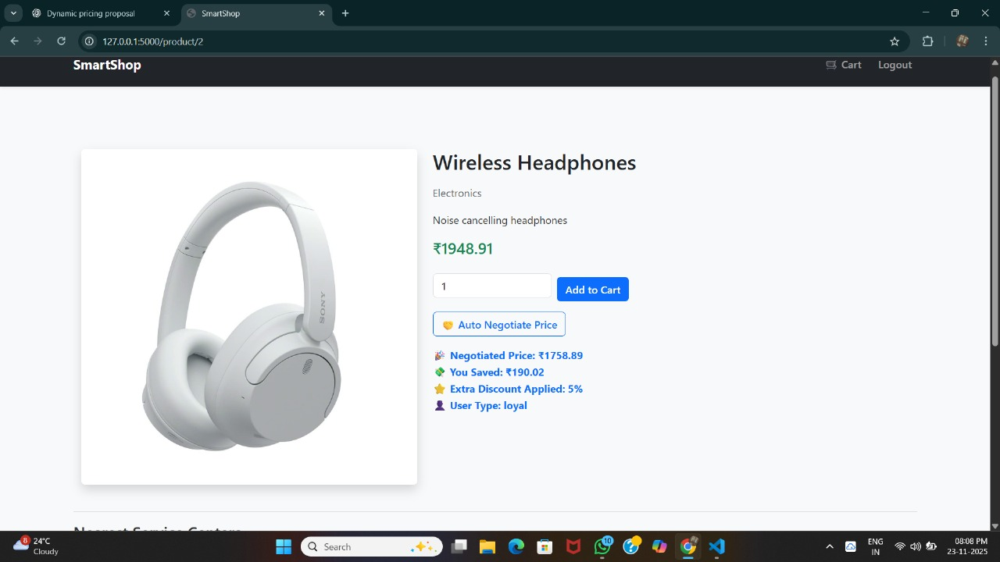 Dynamic pricing proposal
SmartShop
127.0.0.1:5000/product/2
SmartShop
Cart
Logout
Wireless Headphones
Electronics
Noise cancelling headphones
₹1948.91
1
Add to Cart
Auto Negotiate Price
Negotiated Price: ₹1758.89
You Saved: ₹190.02
Extra Discount Applied: 5%
User Type: loyal
SONY
Nearest Service Centers
8
24°C
Cloudy
Search
10
ENG
IN
08:08 PM
23-11-2025